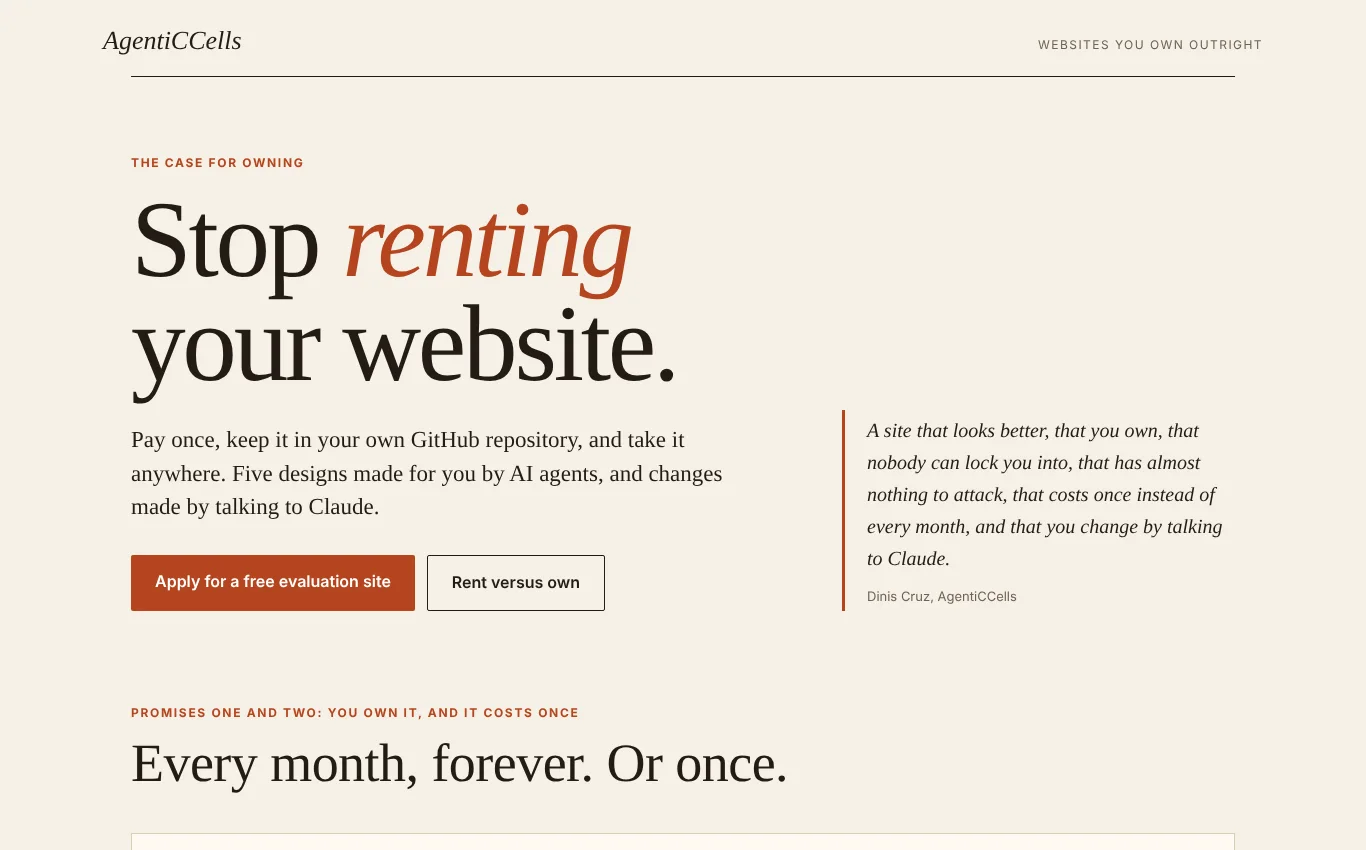 AgentiCCells
WEBSITES YOU OWN OUTRIGHT
THE CASE FOR OWNING
Stop renting
your website.
Pay once, keep it in your own GitHub repository, and take it
anywhere. Five designs made for you by AI agents, and changes
made by talking to Claude.
Apply for a free evaluation site
Rent versus own
A site that looks better, that you own, that
nobody can lock you into, that has almost
nothing to attack, that costs once instead of
every month, and that you change by talking
to Claude.
Dinis Cruz, AgentiCCells
PROMISES ONE AND TWO: YOU OWN IT, AND IT COSTS ONCE
Every month, forever. Or once.